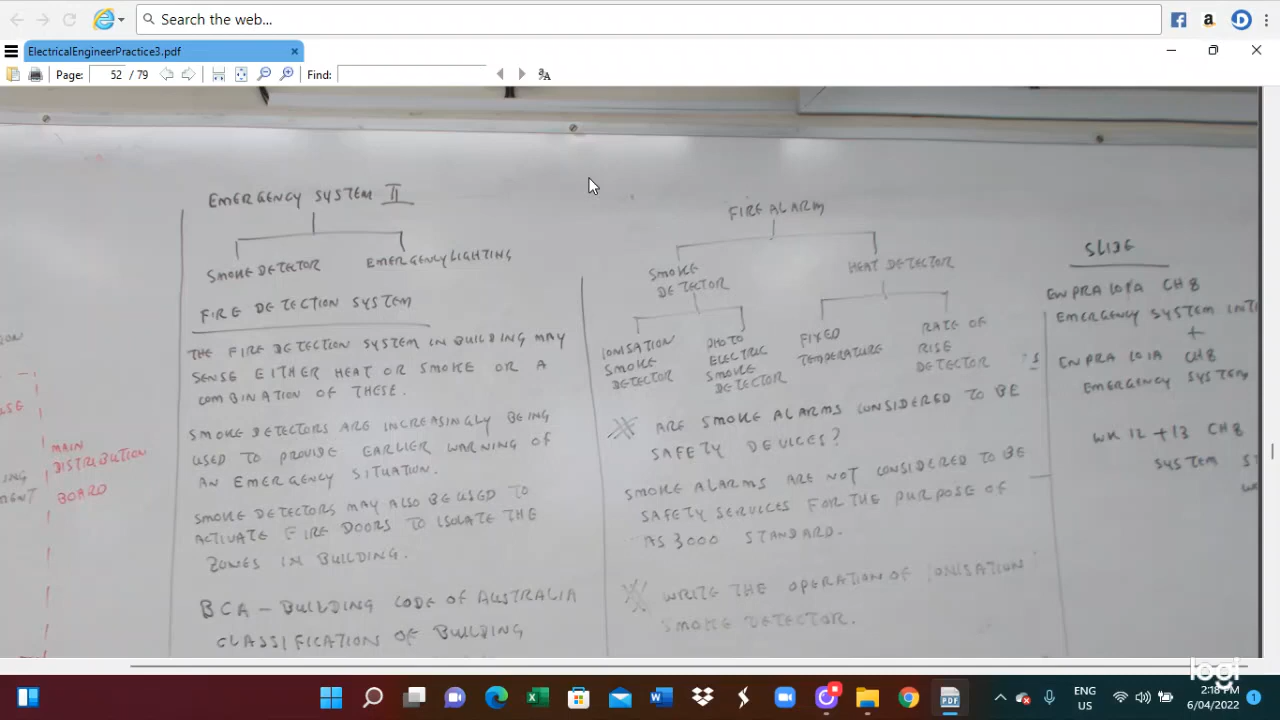 Search the web...
ElectricalEngineerPractice3.pdf
Page: 52 / 79
Find:
EMERGENCY SYSTEM II
SMOKE DETECTOR
EMERGENCY LIGHTING
FIRE DETECTION SYSTEM
THE FIRE DETECTION SYSTEM IN BUILDING MAY
SENSE EITHER HEAT OR SMOKE OR A
COMBINATION OF THESE.
SMOKE DETECTORS ARE INCREASINGLY BEING
USED TO PROVIDE EARLIER WARNING OF
AN EMERGENCY SITUATION.
SMOKE DETECTORS MAY ALSO BE USED TO
ACTIVATE FIRE DOORS TO ISOLATE THE
ZONES IN BUILDING.
BCA - BUILDING CODE OF AUSTRALIA
CLASSIFICATION OF BUILDING
MAIN
DISTRIBUTION
BOARD
FIRE ALARM
SMOKE
DETECTOR
HEAT DETECTOR
IONISATION
SMOKE
DETECTOR
PHOTO
ELECTRIC
SMOKE
DETECTOR
FIXED
TEMPERATURE
RATE OF
RISE
DETECTOR
ARE SMOKE ALARMS CONSIDERED TO BE
SAFETY DEVICES?
SMOKE ALARMS ARE NOT CONSIDERED TO BE
SAFETY SERVICES FOR THE PURPOSE OF
AS 3000 STANDARD.
WRITE THE OPERATION OF IONISATION
SMOKE DETECTOR.
SLIDE
CH 8
EMERGENCY SYSTEM
+
CH 8
EMERGENCY SYSTEM
WK 12 + 13 CH 8
SYSTEM
logi
ENG
US
2:18 PM
6/04/2022